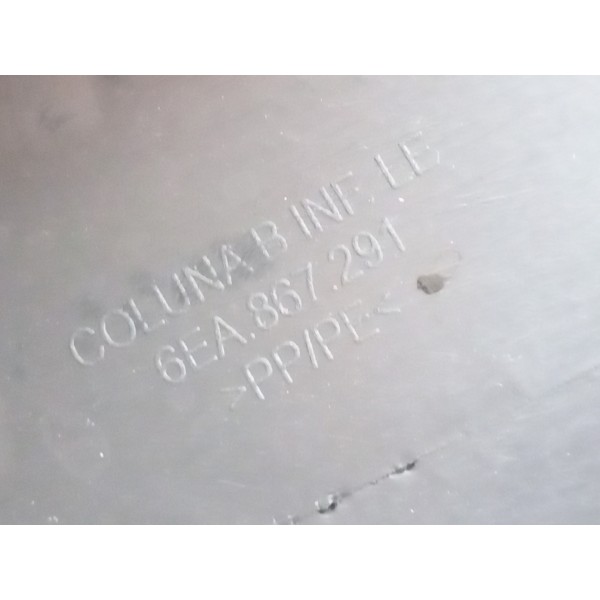 COLUNA B INF. LE
6EA.867.291
>PP/PE<